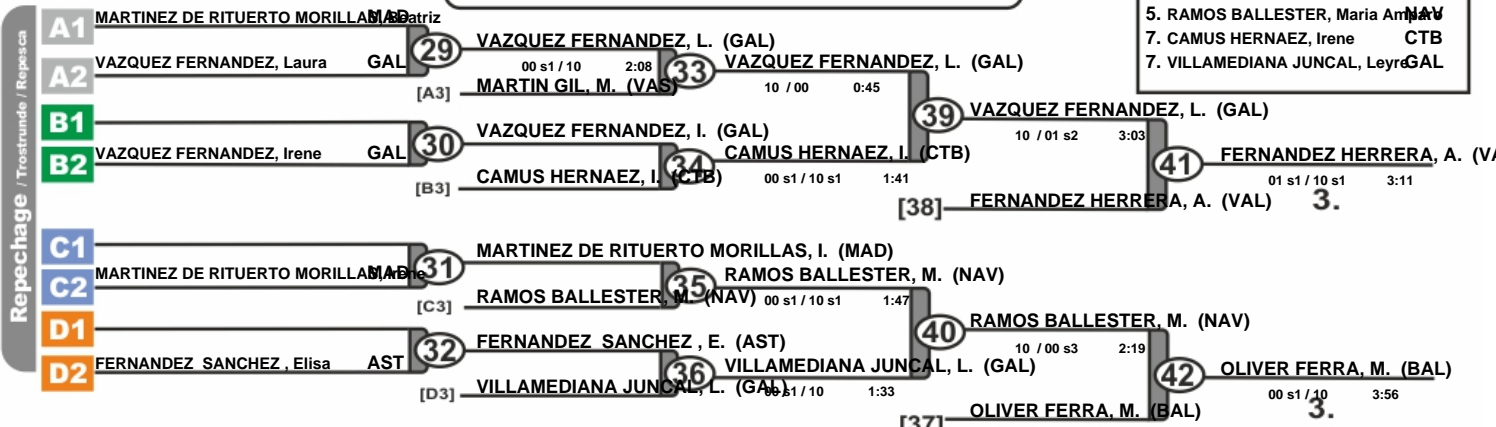 Repechage / Trostrunde / Repesca
5. RAMOS BALLESTER, Maria Amparo NAV
7. CAMUS HERNAEZ, Irene CTB
7. VILLAMEDIANA JUNCAL, Leyre GAL
A1 MARTINEZ DE RITUERTO MORILLAS, Beatriz MAD
A2 VAZQUEZ FERNANDEZ, Laura GAL
29
VAZQUEZ FERNANDEZ, L. (GAL)
00 s1 / 10 2:08
[A3] MARTIN GIL, M. (VAS)
33
VAZQUEZ FERNANDEZ, L. (GAL)
10 / 00 0:45
B1
B2 VAZQUEZ FERNANDEZ, Irene GAL
30
VAZQUEZ FERNANDEZ, I. (GAL)
[B3] CAMUS HERNAEZ, I. (CTB)
34
CAMUS HERNAEZ, I. (CTB)
00 s1 / 10 s1 1:41
39
VAZQUEZ FERNANDEZ, L. (GAL)
10 / 01 s2 3:03
[38] FERNANDEZ HERRERA, A. (VAL)
41
FERNANDEZ HERRERA, A. (VA
01 s1 / 10 s1 3:11
3.
C1
C2 MARTINEZ DE RITUERTO MORILLAS, Irene MAD
31
MARTINEZ DE RITUERTO MORILLAS, I. (MAD)
[C3] RAMOS BALLESTER, M. (NAV)
35
RAMOS BALLESTER, M. (NAV)
00 s1 / 10 s1 1:47
D1
D2 FERNANDEZ SANCHEZ , Elisa AST
32
FERNANDEZ SANCHEZ , E. (AST)
[D3] VILLAMEDIANA JUNCAL, L. (GAL)
36
VILLAMEDIANA JUNCAL, L. (GAL)
00 s1 / 10 1:33
40
RAMOS BALLESTER, M. (NAV)
10 / 00 s3 2:19
[37] OLIVER FERRA, M. (BAL)
42
OLIVER FERRA, M. (BAL)
00 s1 / 10 3:56
3.